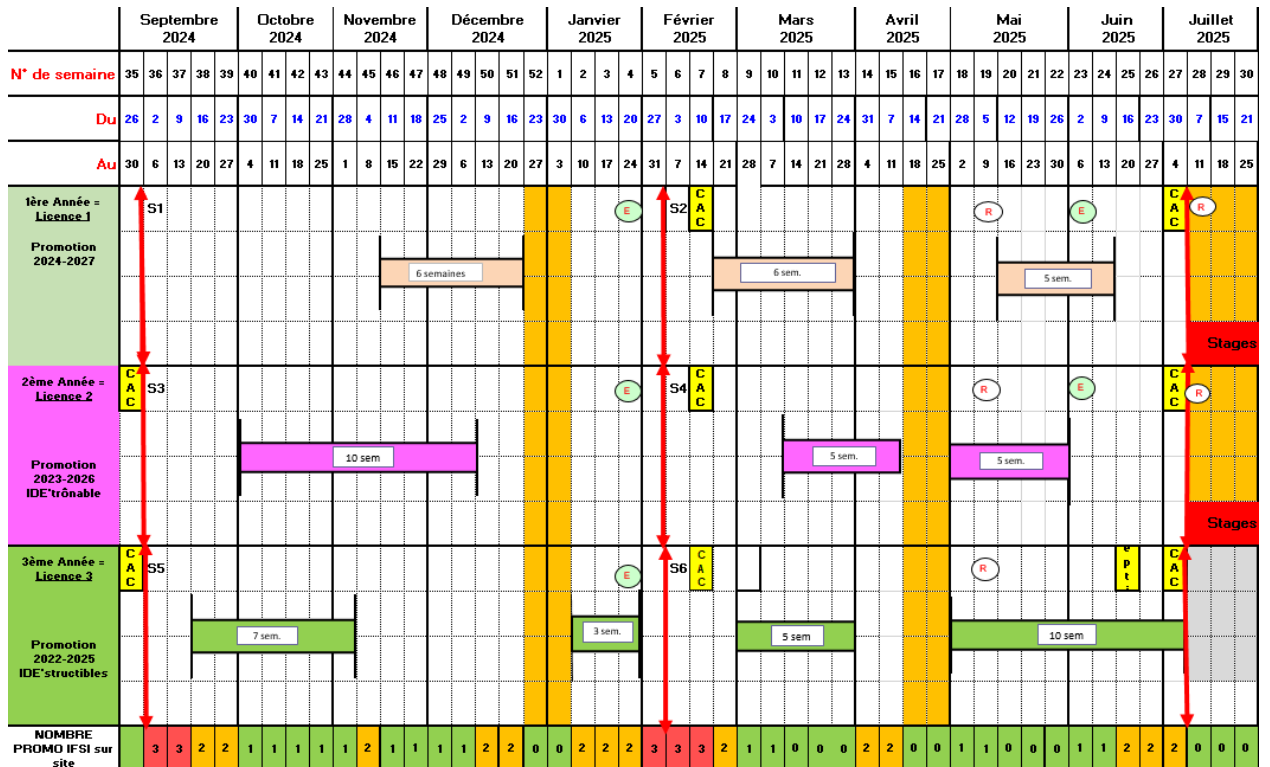 Septembre 2024 Octobre 2024 Novembre 2024 Décembre 2024 Janvier 2025 Février 2025 Mars 2025 Avril 2025 Mai 2025 Juin 2025 Juillet 2025
N° de semaine 35 36 37 38 39 40 41 42 43 44 45 46 47 48 49 50 51 52 1 2 3 4 5 6 7 8 9 10 11 12 13 14 15 16 17 18 19 20 21 22 23 24 25 26 27 28 29 30
Du 26 2 9 16 23 30 7 14 21 28 4 11 18 25 2 9 16 23 30 6 13 20 27 3 10 17 24 3 10 17 24 31 7 14 21 28 5 12 19 26 2 9 16 23 30 7 15 21
Au 30 6 13 20 27 4 11 18 25 1 8 15 22 29 6 13 20 27 3 10 17 24 31 7 14 21 28 7 14 21 28 4 11 18 25 2 9 16 23 30 6 13 20 27 4 11 18 25
1ère Année =
Licence 1
S1 E S2 CAC R E CAC R
Promotion
2024-2027
6 semaines 6 sem. 5 sem.
Stages
2ème Année =
Licence 2
CAC S3 E S4 CAC R E CAC R
10 sem 5 sem. 5 sem.
Promotion
2023-2026
IDE'trônable
Stages
3ème Année =
Licence 3
CAC S5 E S6 CAC R e p t i CAC
7 sem. 3 sem. 5 sem 10 sem
Promotion
2022-2025
IDE'structibles
NOMBRE
PROMO IFSI sur
site
3 3 2 2 1 1 1 1 1 2 1 1 1 1 2 2 0 0 2 2 2 3 3 3 2 1 1 0 0 0 2 2 0 0 1 1 0 0 0 1 1 2 2 2 0 0 0